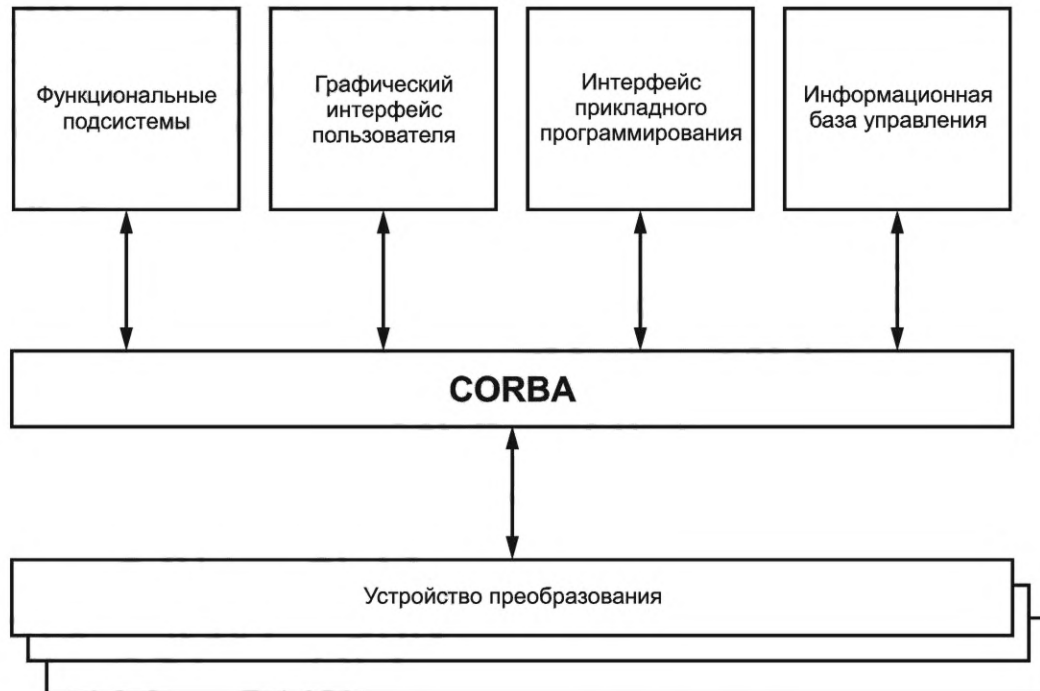 Функциональные
подсистемы
Графический
интерфейс
пользователя
Интерфейс
прикладного
программирования
Информационная
база управления
CORBA
Устройство преобразования